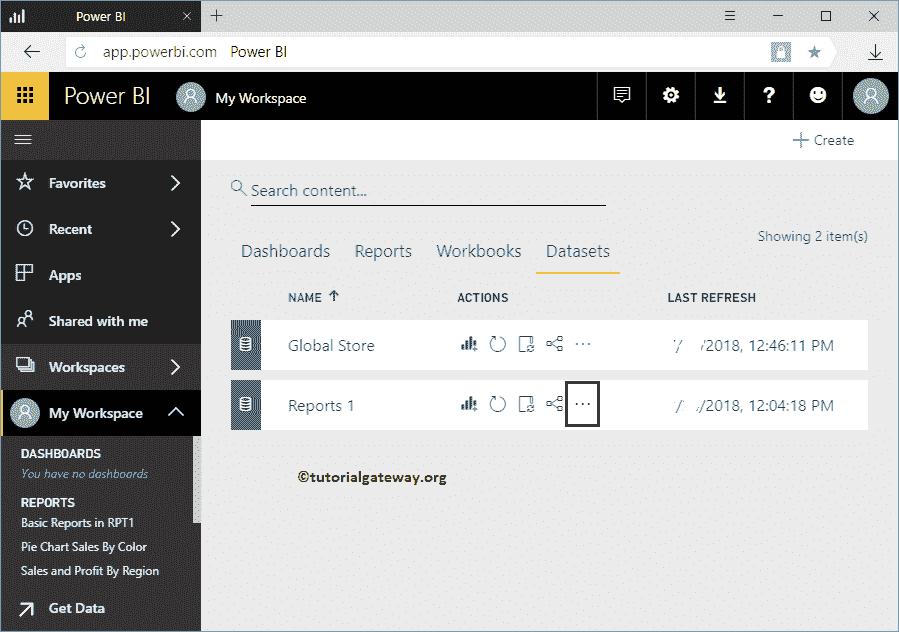 Power BI
app.powerbi.com Power BI
Power BI My Workspace
Create
Favorites
Recent
Apps
Shared with me
Workspaces
My Workspace
DASHBOARDS
You have no dashboards
REPORTS
Basic Reports in RPT1
Pie Chart Sales By Color
Sales and Profit By Region
Get Data
Search content...
Showing 2 item(s)
Dashboards Reports Workbooks Datasets
NAME ACTIONS LAST REFRESH
Global Store /2018, 12:46:11 PM
Reports 1 /2018, 12:04:18 PM
©tutorialgateway.org